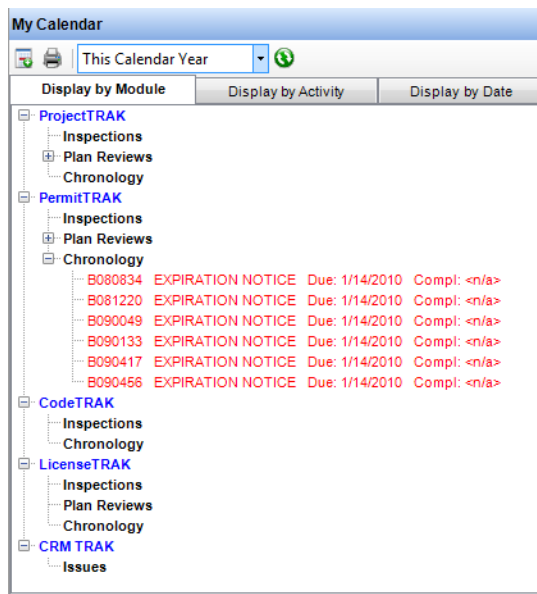 My Calendar
This Calendar Year
Display by Module Display by Activity Display by Date
ProjectTRAK
Inspections
Plan Reviews
Chronology
PermitTRAK
Inspections
Plan Reviews
Chronology
B080834 EXPIRATION NOTICE Due: 1/14/2010 Compl: <n/a>
B081220 EXPIRATION NOTICE Due: 1/14/2010 Compl: <n/a>
B090049 EXPIRATION NOTICE Due: 1/14/2010 Compl: <n/a>
B090133 EXPIRATION NOTICE Due: 1/14/2010 Compl: <n/a>
B090417 EXPIRATION NOTICE Due: 1/14/2010 Compl: <n/a>
B090456 EXPIRATION NOTICE Due: 1/14/2010 Compl: <n/a>
CodeTRAK
Inspections
Chronology
LicenseTRAK
Inspections
Plan Reviews
Chronology
CRM TRAK
Issues